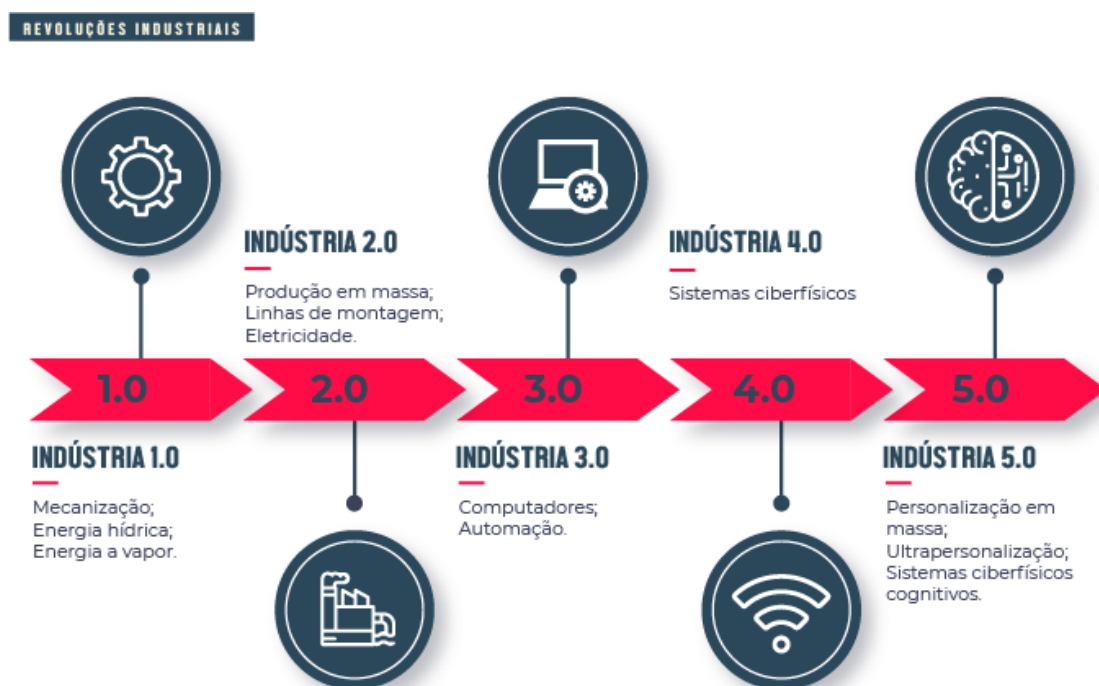 REVOLUÇÕES INDUSTRIAIS
INDÚSTRIA 2.0
Produção em massa;
Linhas de montagem;
Eletricidade.
INDÚSTRIA 4.0
Sistemas ciberfísicos
1.0
2.0
3.0
4.0
5.0
INDÚSTRIA 1.0
Mecanização;
Energia hídrica;
Energia a vapor.
INDÚSTRIA 3.0
Computadores;
Automação.
INDÚSTRIA 5.0
Personalização em
massa;
Ultrapersonalização;
Sistemas ciberfísicos
cognitivos.